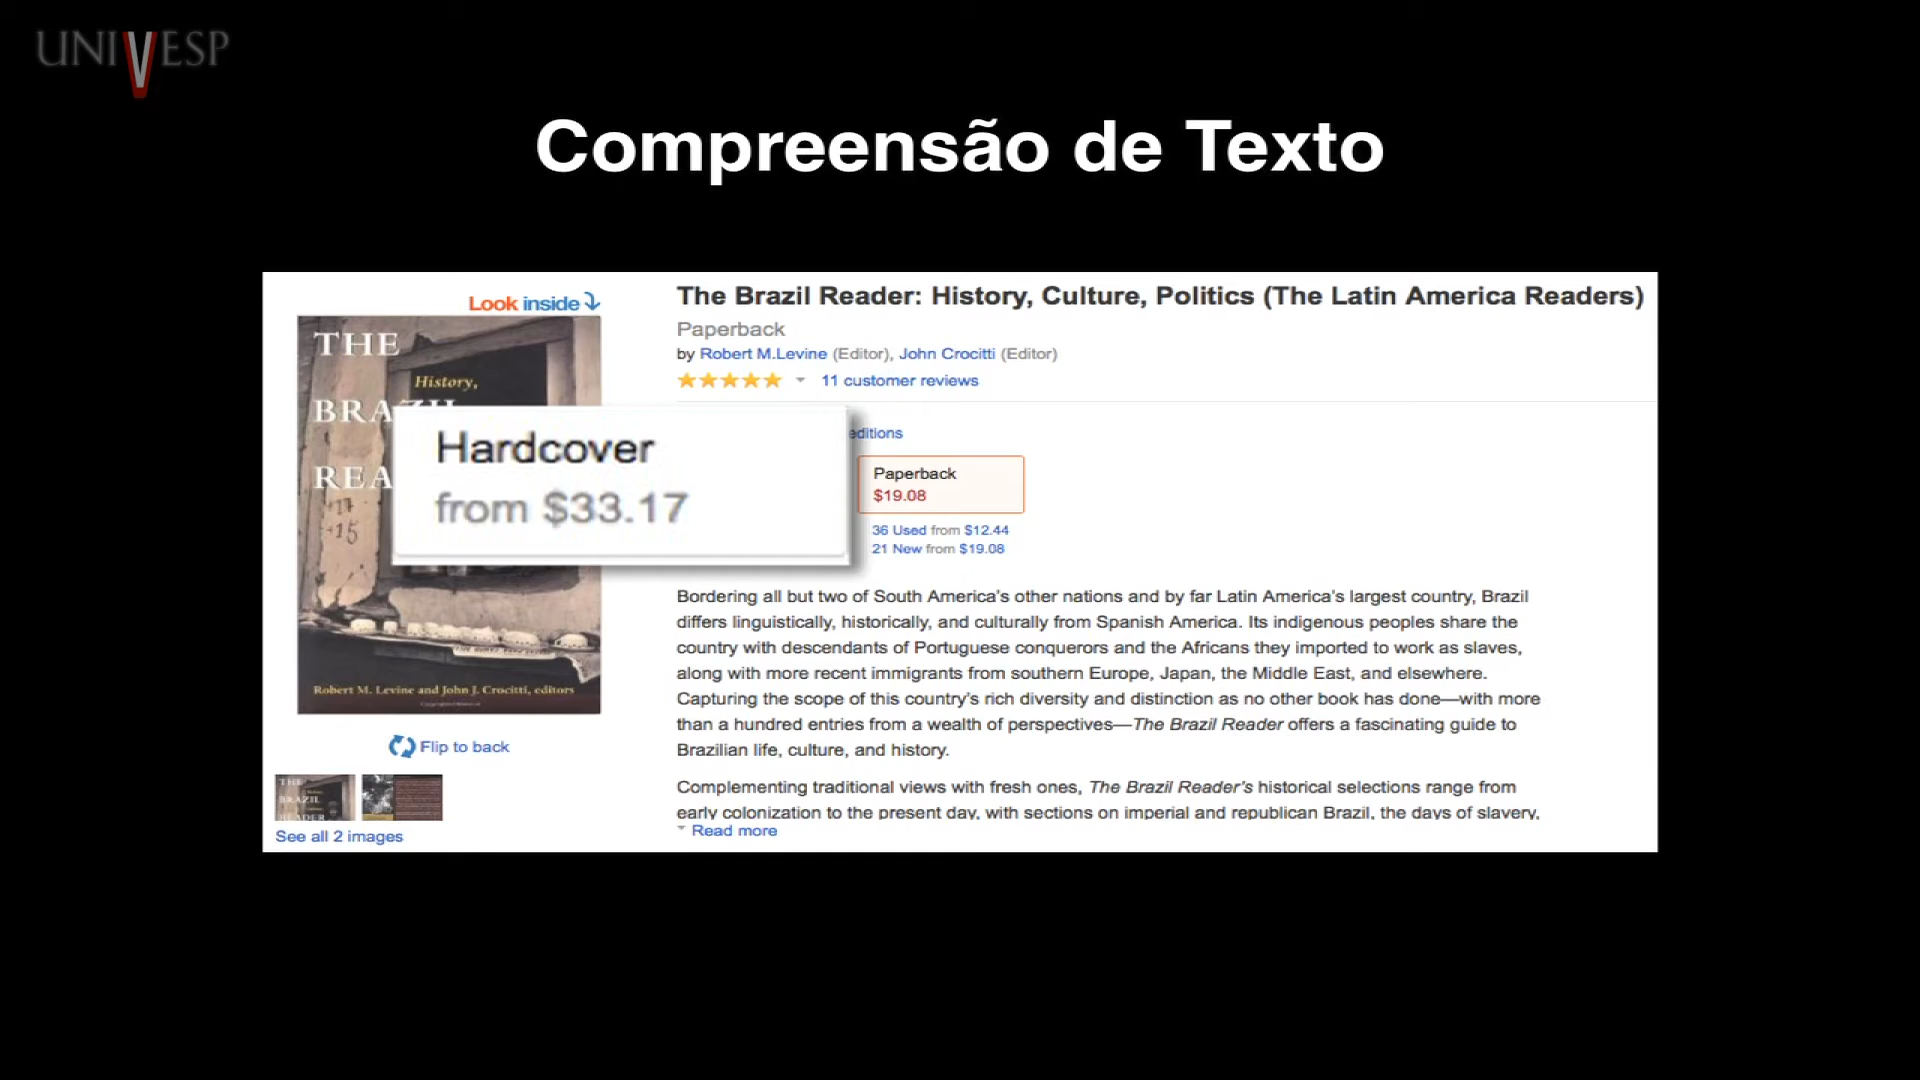 UNIVESP
Compreensão de Texto
Look inside
THE
History,
BRAZIL
REA
+17
+15
Robert M. Levine and John J. Crocitti, editors
Flip to back
THE
BRAZIL
READER
See all 2 images
The Brazil Reader: History, Culture, Politics (The Latin America Readers)
Paperback
by Robert M.Levine (Editor), John Crocitti (Editor)
11 customer reviews
editions
Hardcover
from $33.17
Paperback
$19.08
36 Used from $12.44
21 New from $19.08
Bordering all but two of South America's other nations and by far Latin America's largest country, Brazil
differs linguistically, historically, and culturally from Spanish America. Its indigenous peoples share the
country with descendants of Portuguese conquerors and the Africans they imported to work as slaves,
along with more recent immigrants from southern Europe, Japan, the Middle East, and elsewhere.
Capturing the scope of this country's rich diversity and distinction as no other book has done—with more
than a hundred entries from a wealth of perspectives—The Brazil Reader offers a fascinating guide to
Brazilian life, culture, and history.
Complementing traditional views with fresh ones, The Brazil Reader's historical selections range from
early colonization to the present day, with sections on imperial and republican Brazil, the days of slavery,
Read more